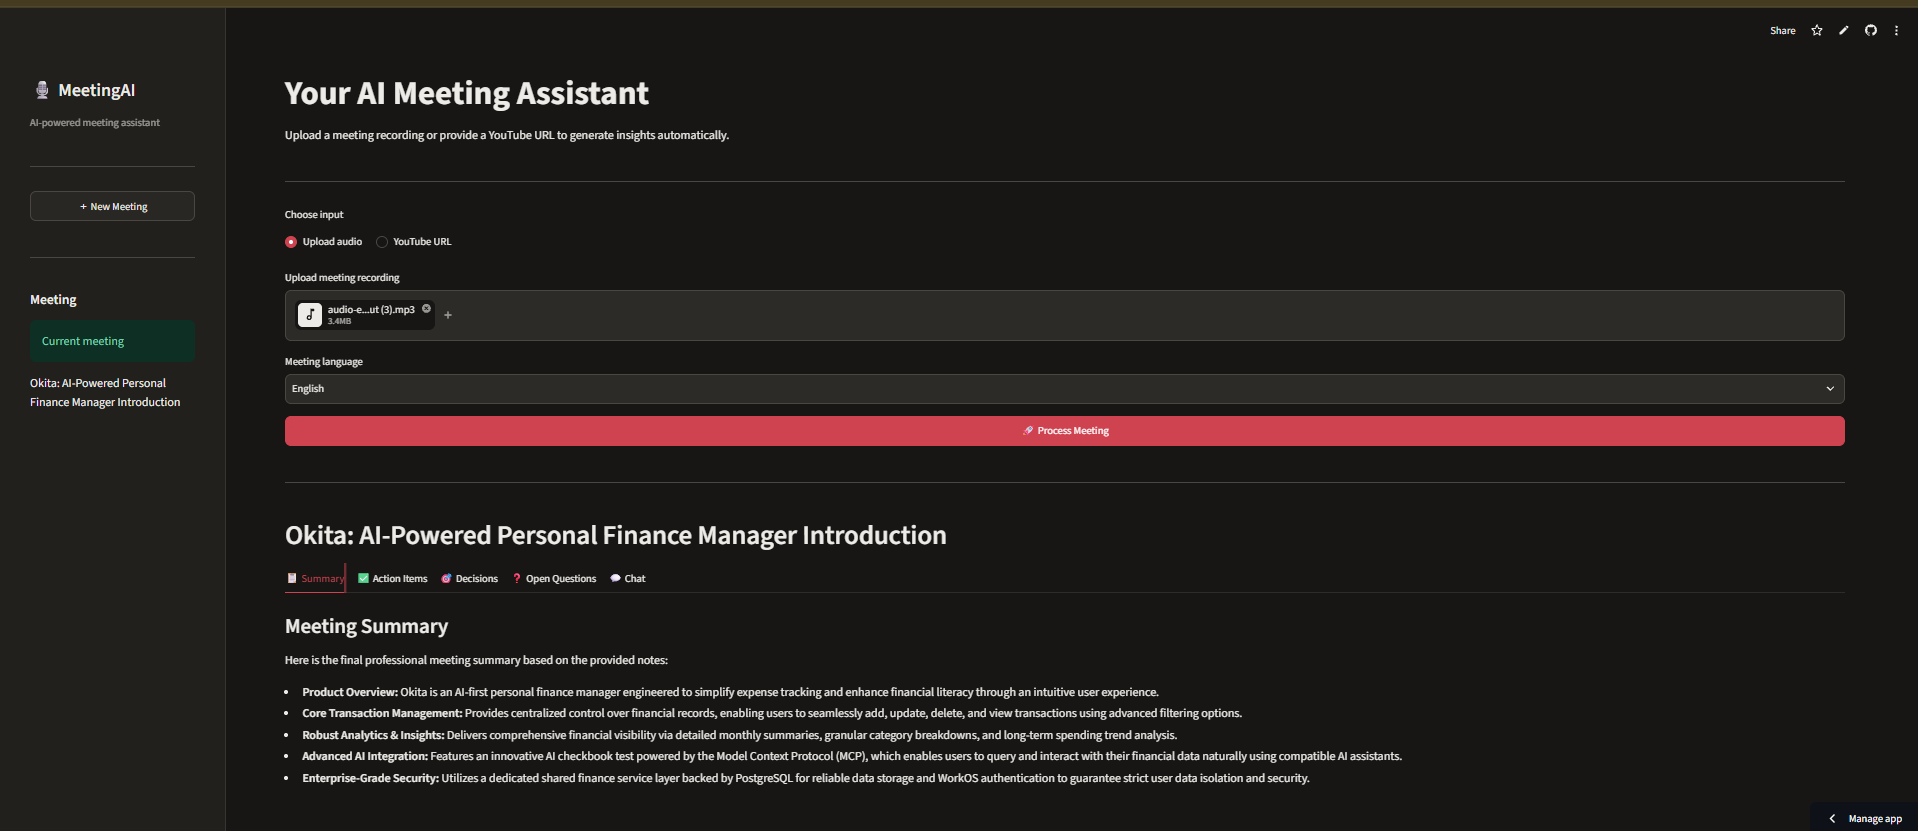 Share
MeetingAI
AI-powered meeting assistant
+ New Meeting
Meeting
Current meeting
Okita: AI-Powered Personal
Finance Manager Introduction
Your AI Meeting Assistant
Upload a meeting recording or provide a YouTube URL to generate insights automatically.
Choose input
Upload audio YouTube URL
Upload meeting recording
audio-e...ut (3).mp3
3.4MB
Meeting language
English
Process Meeting
Okita: AI-Powered Personal Finance Manager Introduction
Summary Action Items Decisions Open Questions Chat
Meeting Summary
Here is the final professional meeting summary based on the provided notes:
• Product Overview: Okita is an AI-first personal finance manager engineered to simplify expense tracking and enhance financial literacy through an intuitive user experience.
• Core Transaction Management: Provides centralized control over financial records, enabling users to seamlessly add, update, delete, and view transactions using advanced filtering options.
• Robust Analytics & Insights: Delivers comprehensive financial visibility via detailed monthly summaries, granular category breakdowns, and long-term spending trend analysis.
• Advanced AI Integration: Features an innovative AI checkbook test powered by the Model Context Protocol (MCP), which enables users to query and interact with their financial data naturally using compatible AI assistants.
• Enterprise-Grade Security: Utilizes a dedicated shared finance service layer backed by PostgreSQL for reliable data storage and WorkOS authentication to guarantee strict user data isolation and security.
Manage app